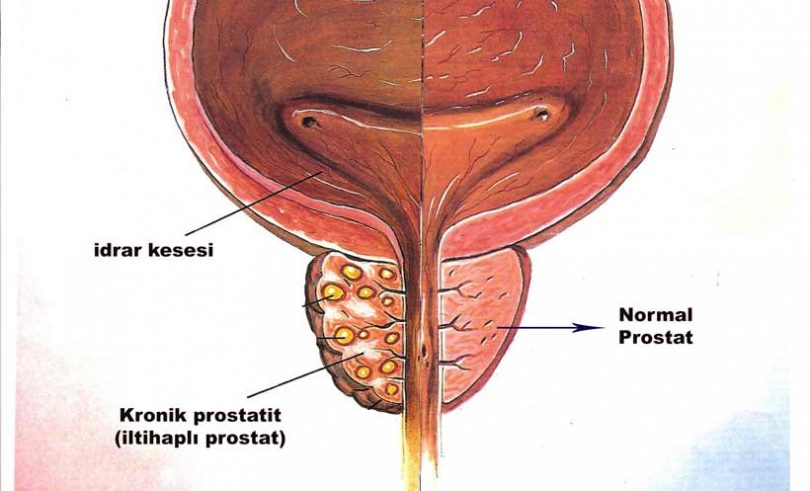 idrar kesesi
Normal
Prostat
Kronik prostatit
(iltihaplı prostat)